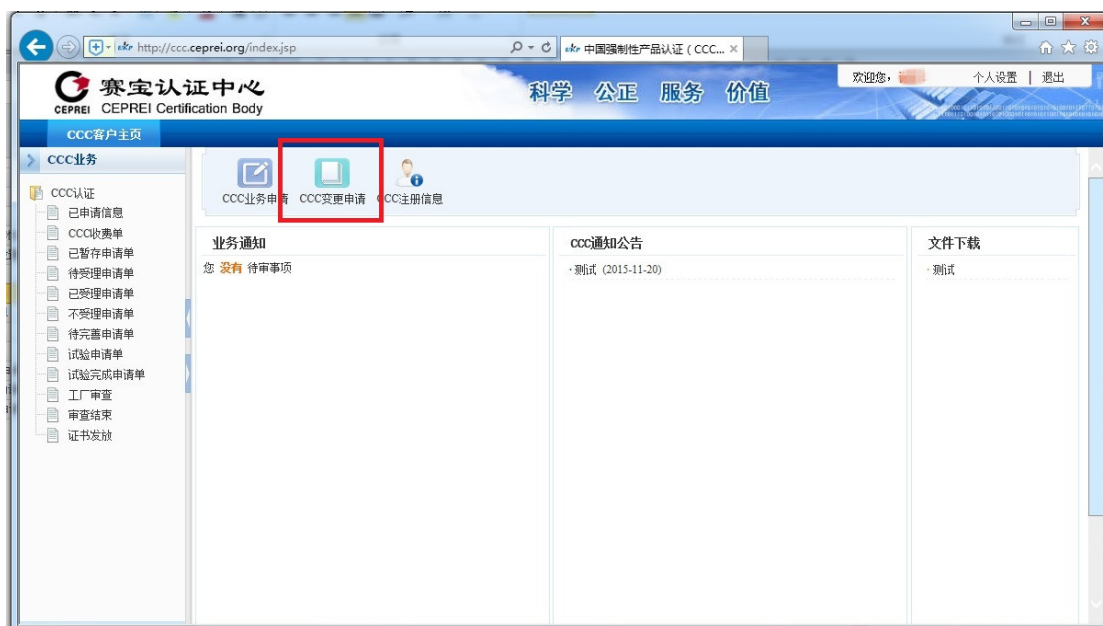 http://ccc.ceprei.org/index.jsp
中国强制性产品认证 ( CCC...
赛宝认证中心
CEPREI CEPREI Certification Body
科学 公正 服务 价值
欢迎您，
个人设置 | 退出
CCC客户主页
CCC业务
CCC认证
已申请信息
CCC收费单
已暂存申请单
待受理申请单
已受理申请单
不受理申请单
待完善申请单
试验申请单
试验完成申请单
工厂审查
审查结束
证书发放
CCC业务申请 CCC变更申请 CCC注册信息
业务通知
您 没有 待审事项
CCC通知公告
·测试 (2015-11-20)
文件下载
·测试